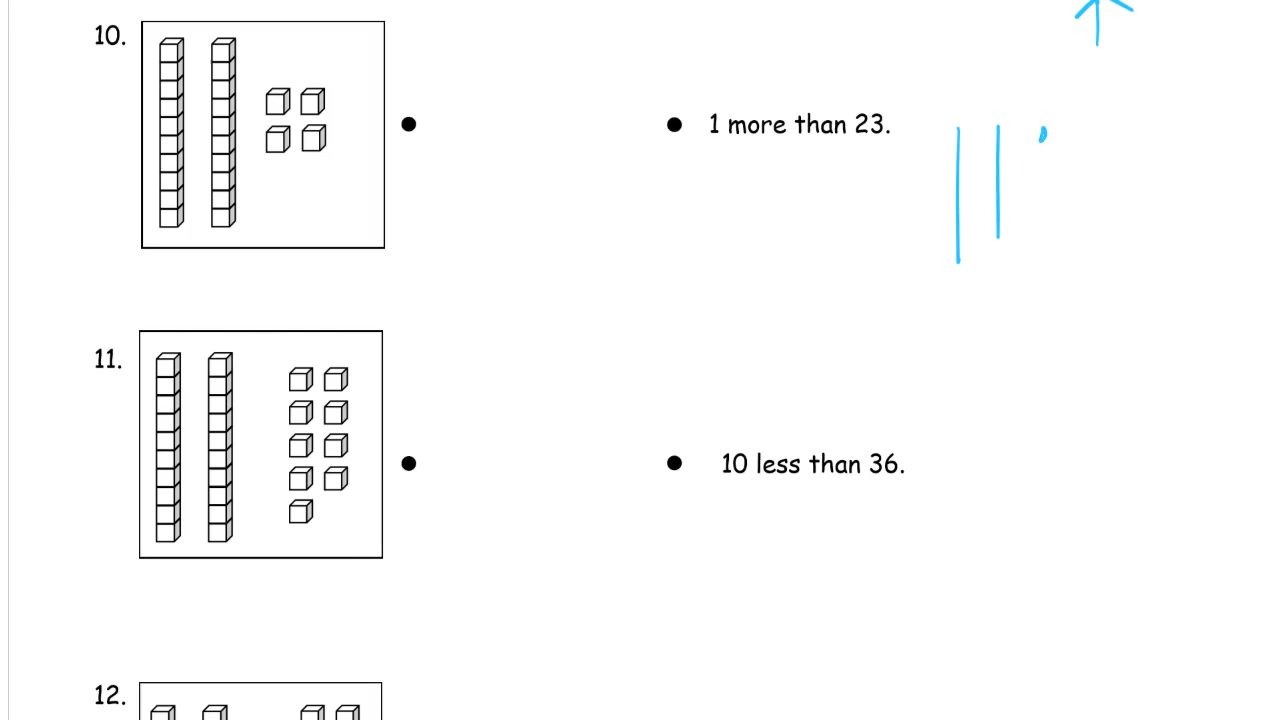 10.
1 more than 23.
11.
10 less than 36.
12.